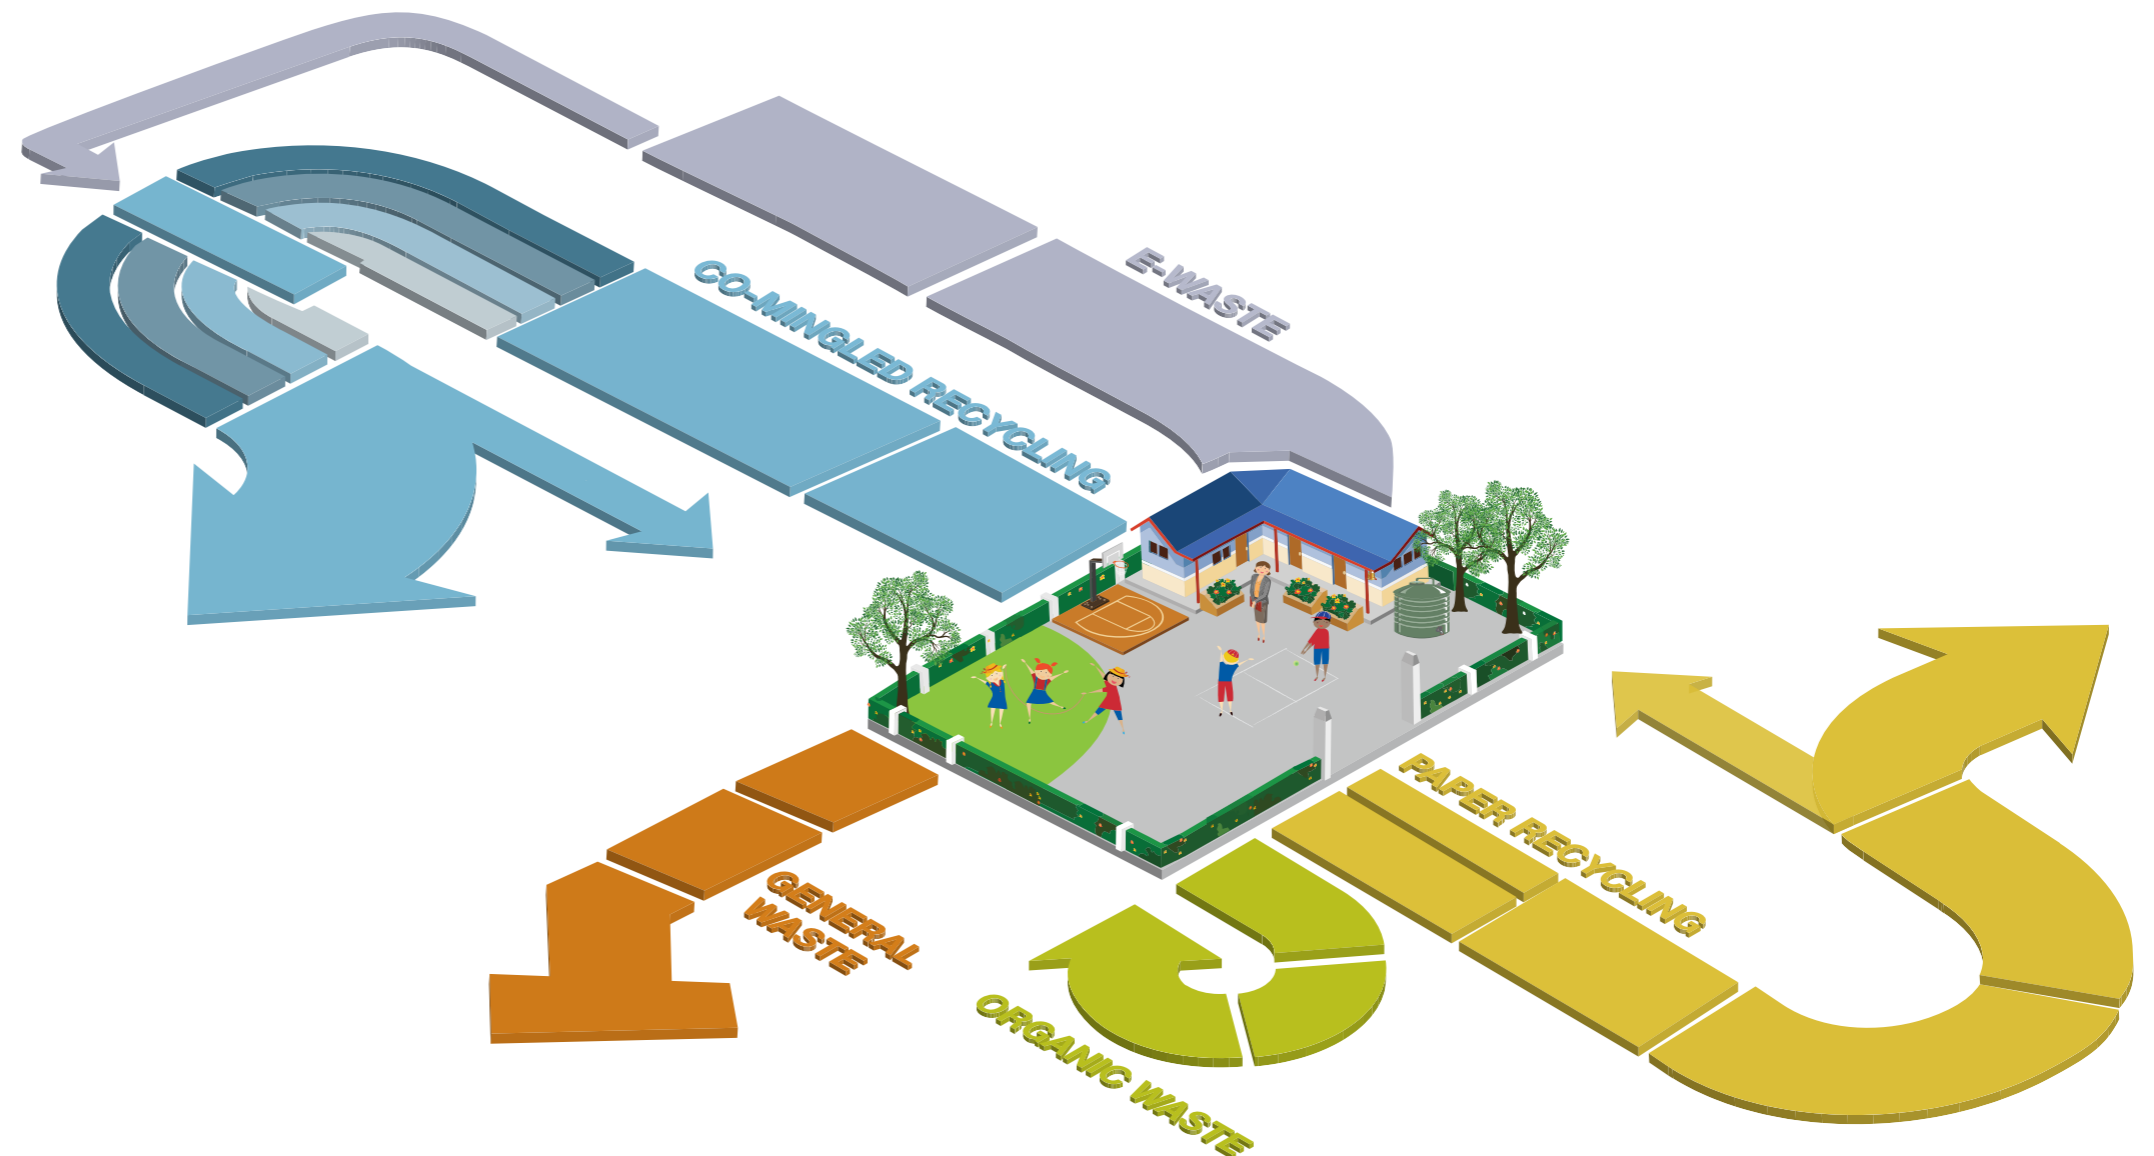 E-WASTE
CO-MINGLED RECYCLING
PAPER RECYCLING
GENERAL
WASTE
ORGANIC WASTE